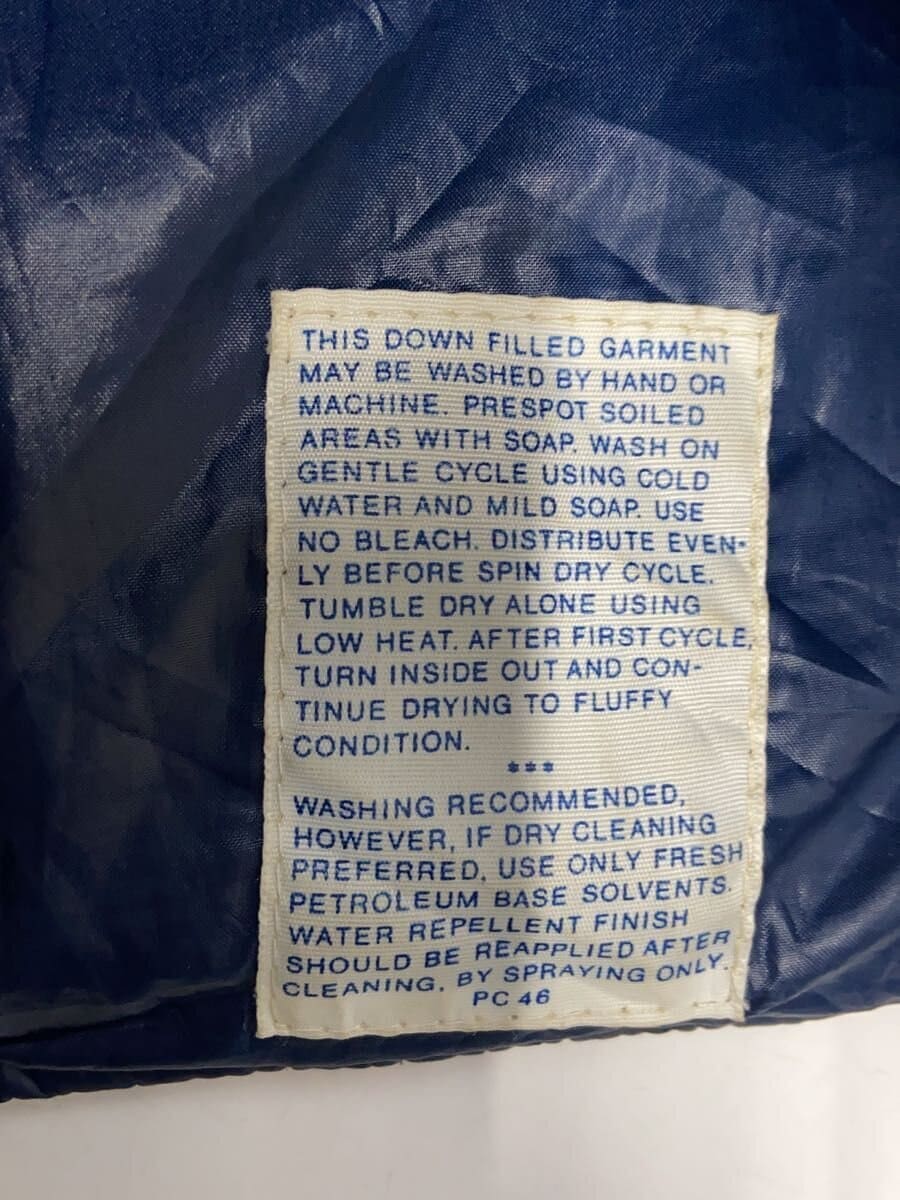 THIS DOWN FILLED GARMENT
MAY BE WASHED BY HAND OR
MACHINE. PRESPOT SOILED
AREAS WITH SOAP. WASH ON
GENTLE CYCLE USING COLD
WATER AND MILD SOAP. USE
NO BLEACH. DISTRIBUTE EVEN-
LY BEFORE SPIN DRY CYCLE.
TUMBLE DRY ALONE USING
LOW HEAT. AFTER FIRST CYCLE,
TURN INSIDE OUT AND CON-
TINUE DRYING TO FLUFFY
CONDITION.
***
WASHING RECOMMENDED,
HOWEVER, IF DRY CLEANING
PREFERRED, USE ONLY FRESH
PETROLEUM BASE SOLVENTS.
WATER REPELLENT FINISH
SHOULD BE REAPPLIED AFTER
CLEANING, BY SPRAYING ONLY.
PC 46